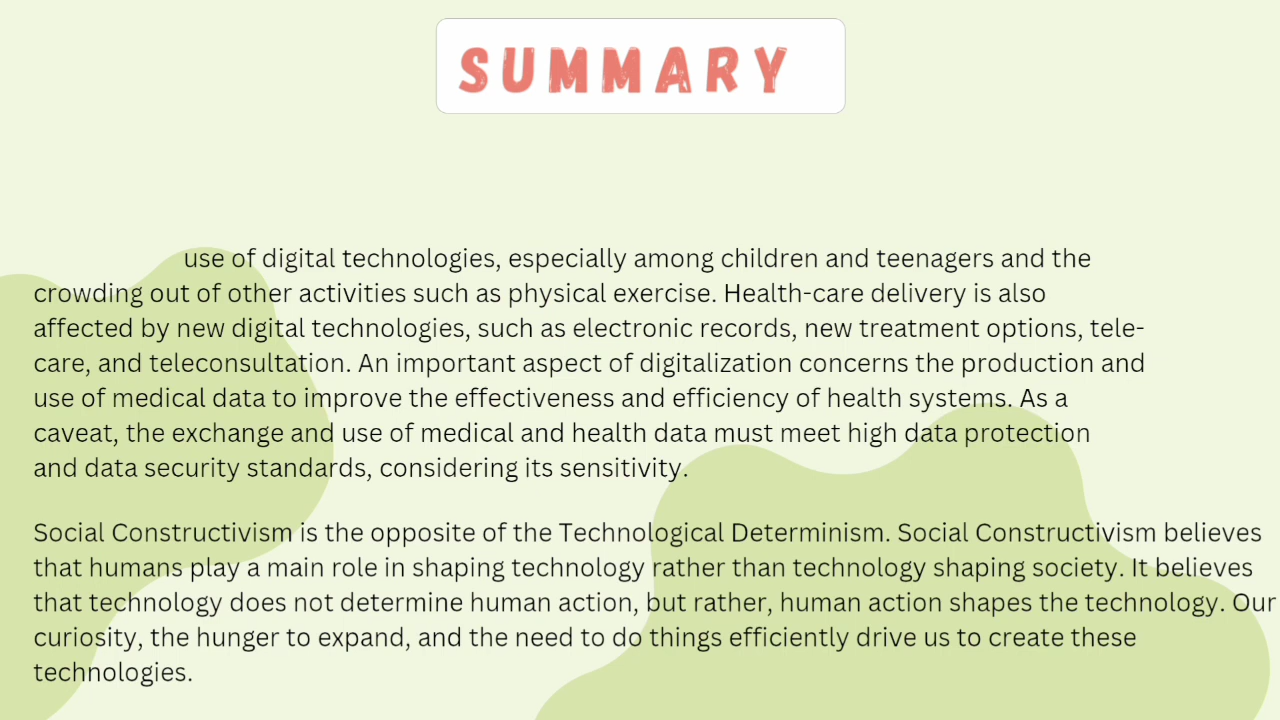 SUMMARY
use of digital technologies, especially among children and teenagers and the
crowding out of other activities such as physical exercise. Health-care delivery is also
affected by new digital technologies, such as electronic records, new treatment options, tele-
care, and teleconsultation. An important aspect of digitalization concerns the production and
use of medical data to improve the effectiveness and efficiency of health systems. As a
caveat, the exchange and use of medical and health data must meet high data protection
and data security standards, considering its sensitivity.
Social Constructivism is the opposite of the Technological Determinism. Social Constructivism believes
that humans play a main role in shaping technology rather than technology shaping society. It believes
that technology does not determine human action, but rather, human action shapes the technology. Our
curiosity, the hunger to expand, and the need to do things efficiently drive us to create these
technologies.